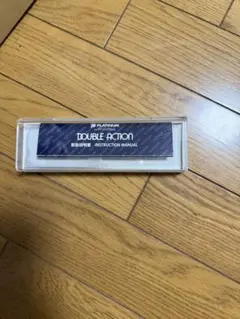 PLATINUM
DOUBLE ACTION
取扱説明書 INSTRUCTION MANUAL